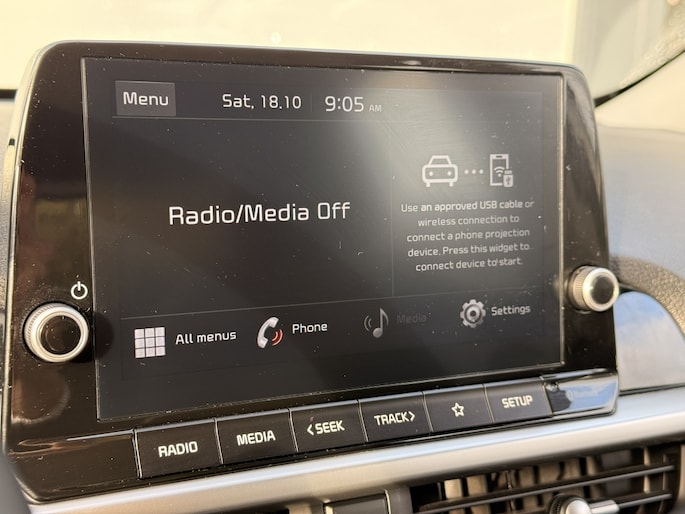 Menu
Sat, 18.10 9:05 AM
Radio/Media Off
Use an approved USB cable or
wireless connection to
connect a phone projection
device. Press this widget to
connect device to start.
All menus
Phone
Media
Settings
RADIO
MEDIA
< SEEK
TRACK >
SETUP